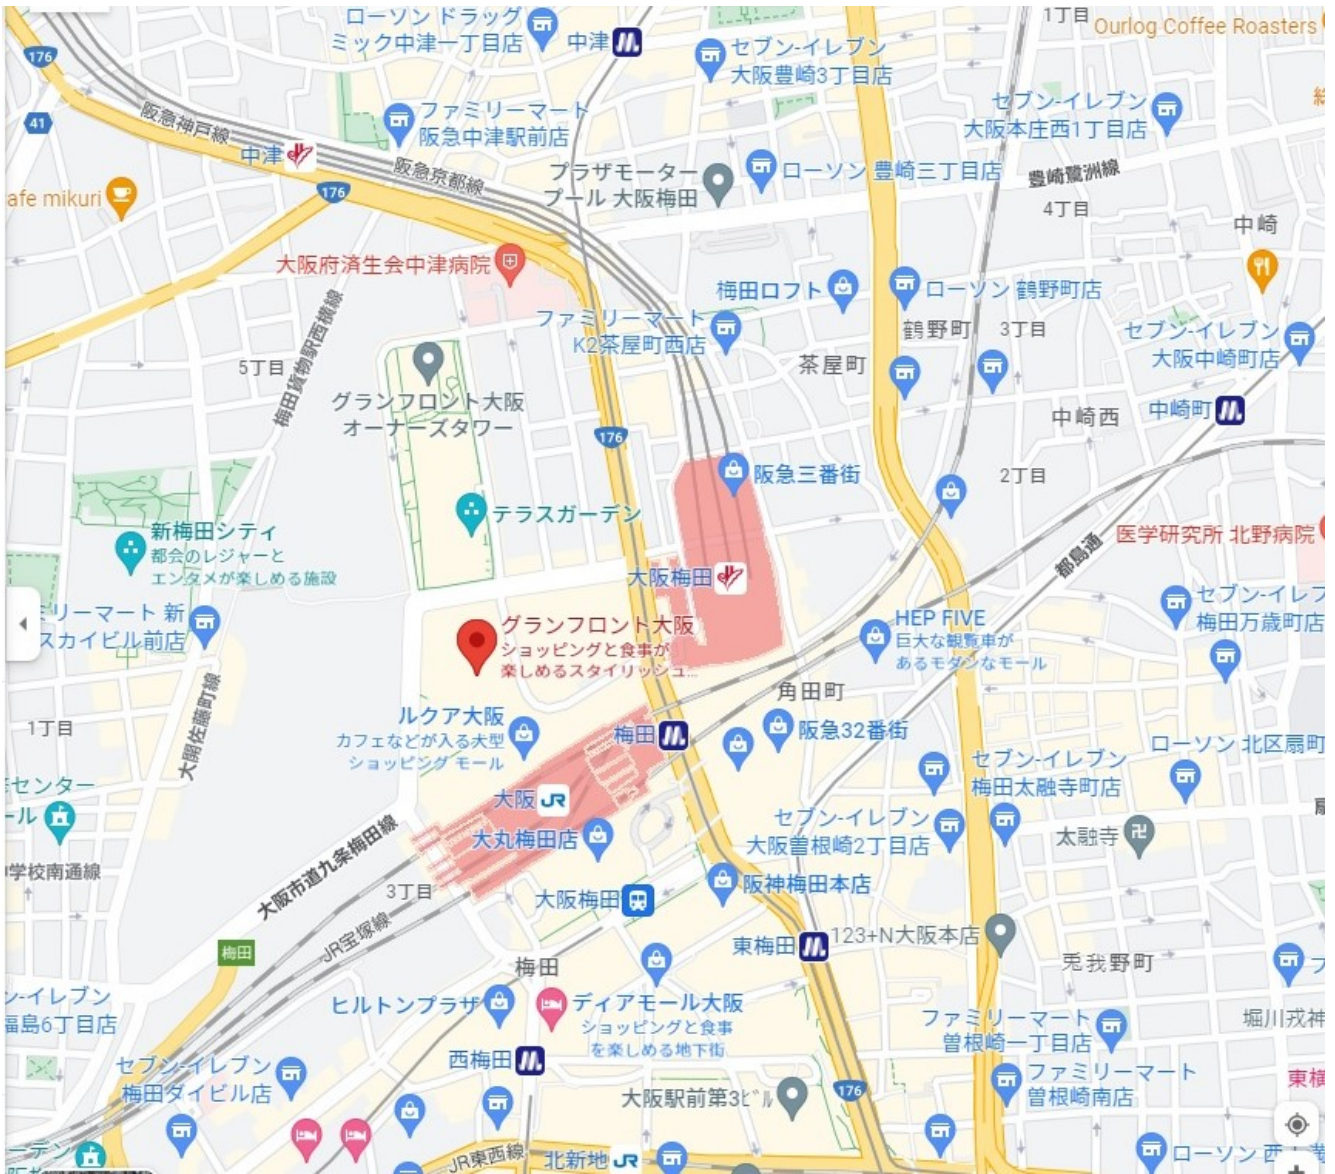 ローソン ドラッグ
ミック中津一丁目店
中津
1丁目
Ourlog Coffee Roasters
セブン-イレブン
大阪豊崎3丁目店
176
41
阪急神戸線
ファミリーマート
阪急中津駅前店
セブン-イレブン
大阪本庄西1丁目店
中津
阪急京都線
プラザモーター
プール 大阪梅田
ローソン 豊崎三丁目店
豊崎鷺洲線
afe mikuri
176
4丁目
中崎
大阪府済生会中津病院
梅田ロフト
ローソン 鶴野町店
ファミリーマート
K2茶屋町西店
鶴野町
3丁目
セブン-イレブン
大阪中崎町店
梅田貨物駅西横線
5丁目
茶屋町
グランフロント大阪
オーナーズタワー
中崎西
中崎町
176
阪急三番街
2丁目
テラスガーデン
新梅田シティ
都会のレジャーと
エンタメが楽しめる施設
医学研究所 北野病院
都島通
大阪梅田
ミリーマート 新
スカイビル前店
セブン-イレブ
梅田万歳町店
グランフロント大阪
ショッピングと食事が
楽しめるスタイリッシュ...
HEP FIVE
巨大な観覧車が
あるモダンなモール
角田町
1丁目
大開佐藤町線
ルクア大阪
カフェなどが入る大型
ショッピング モール
梅田
阪急32番街
ローソン 北区扇町
セブン-イレブン
梅田太融寺町店
センター
ール
大阪 JR
大丸梅田店
セブン-イレブン
大阪曽根崎2丁目店
太融寺
学校南通線
大阪市道九条梅田線
3丁目
大阪梅田
阪神梅田本店
JR宝塚線
梅田
梅田
東梅田
123+N大阪本店
兎我野町
ン-イレブン
福島6丁目店
ヒルトンプラザ
ディアモール大阪
ショッピングと食事
を楽しめる地下街
ファミリーマート
曽根崎一丁目店
堀川戎神
セブン-イレブン
梅田ダイビル店
西梅田
大阪駅前第3ビル
176
ファミリーマート
曽根崎南店
東横
ーデン
JR東西線
北新地 JR
ローソン 西